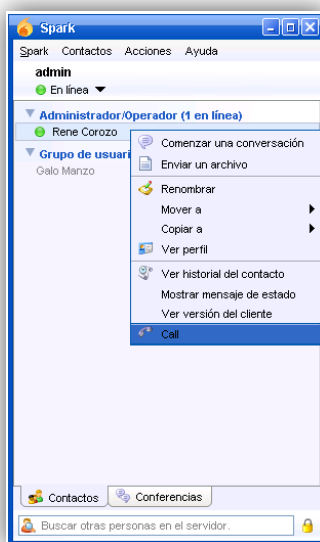 Spark
Spark Contactos Acciones Ayuda
admin
En línea
Administrador/Operador (1 en línea)
Rene Corozo
Grupo de usuari
Galo Manzo
Comenzar una conversación
Enviar un archivo
Renombrar
Mover a
Copiar a
Ver perfil
Ver historial del contacto
Mostrar mensaje de estado
Ver versión del cliente
Call
Contactos Conferencias
Buscar otras personas en el servidor.